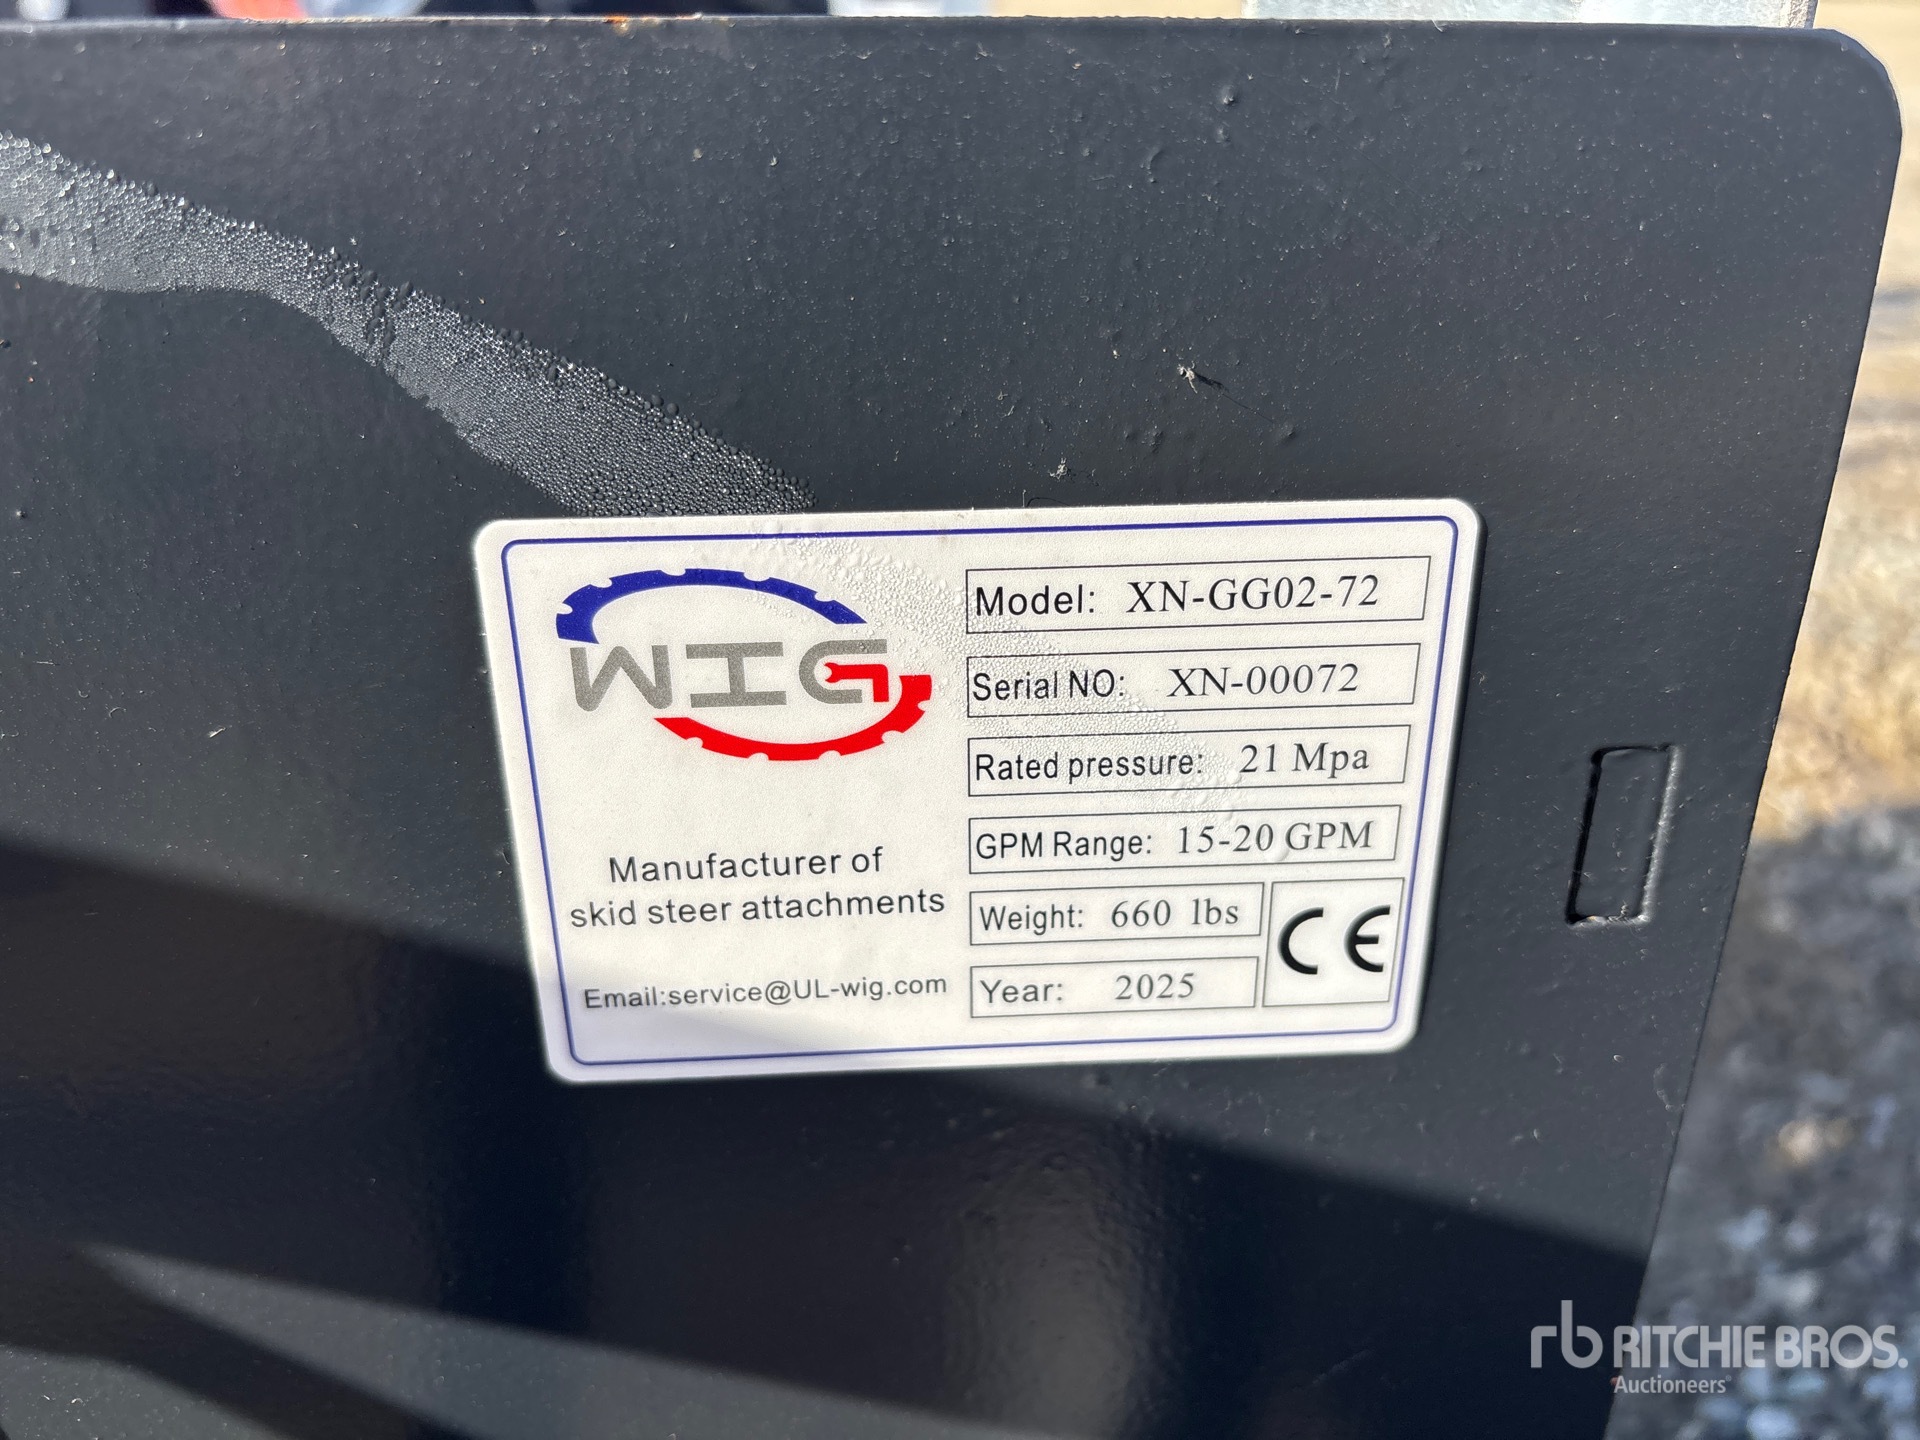 WIG
Manufacturer of
skid steer attachments
Email:service@UL-wig.com
Model: XN-GG02-72
Serial NO: XN-00072
Rated pressure: 21 Mpa
GPM Range: 15-20 GPM
Weight: 660 lbs
Year: 2025
CE
rb RITCHIE BROS.
Auctioneers